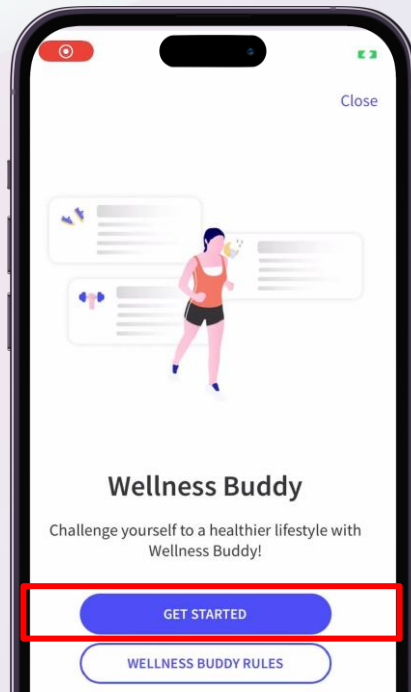 Close
Wellness Buddy
Challenge yourself to a healthier lifestyle with
Wellness Buddy!
GET STARTED
WELLNESS BUDDY RULES